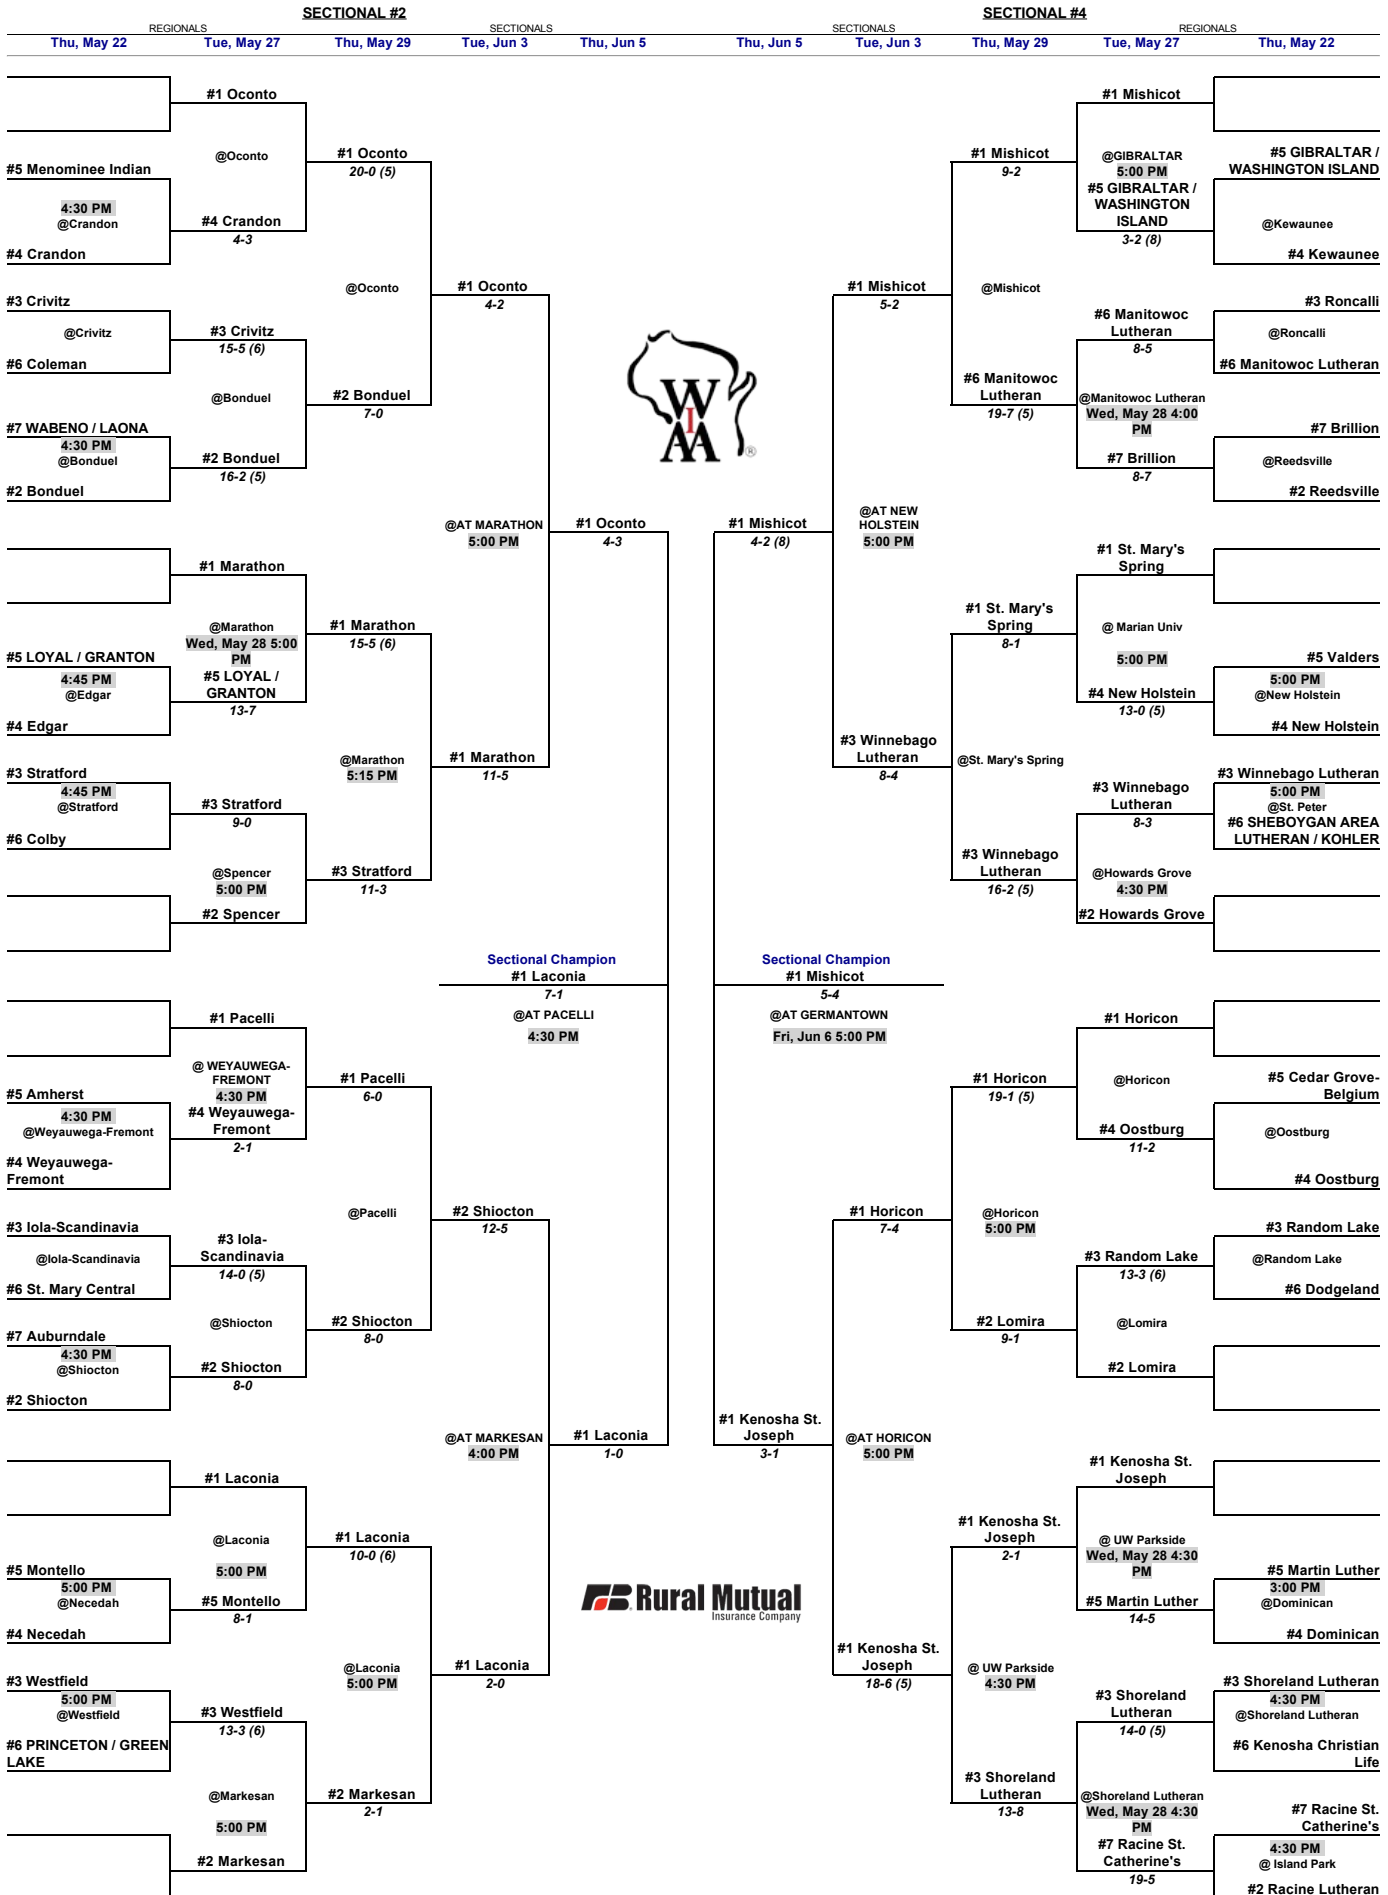 SECTIONAL #2
REGIONALS
SECTIONALS
Thu, May 22
Tue, May 27
Thu, May 29
Tue, Jun 3
Thu, Jun 5
#1 Oconto
@Oconto
#1 Oconto
20-0 (5)
#5 Menominee Indian
4:30 PM
@Crandon
#4 Crandon
4-3
#4 Crandon
@Oconto
#1 Oconto
4-2
#3 Crivitz
@Crivitz
#3 Crivitz
15-5 (6)
#6 Coleman
@Bonduel
#2 Bonduel
7-0
#7 WABENO / LAONA
4:30 PM
@Bonduel
#2 Bonduel
16-2 (5)
#2 Bonduel
@AT MARATHON
5:00 PM
#1 Oconto
4-3
#1 Marathon
@Marathon
Wed, May 28 5:00
PM
#1 Marathon
15-5 (6)
#5 LOYAL / GRANTON
4:45 PM
@Edgar
#5 LOYAL /
GRANTON
13-7
#4 Edgar
@Marathon
5:15 PM
#1 Marathon
11-5
#3 Stratford
4:45 PM
@Stratford
#3 Stratford
9-0
#6 Colby
@Spencer
5:00 PM
#3 Stratford
11-3
#2 Spencer
Sectional Champion
#1 Laconia
7-1
@AT PACELLI
4:30 PM
#1 Pacelli
@ WEYAUWEGA-
FREMONT
4:30 PM
#1 Pacelli
6-0
#5 Amherst
4:30 PM
@Weyauwega-Fremont
#4 Weyauwega-
Fremont
2-1
#4 Weyauwega-
Fremont
@Pacelli
#2 Shiocton
12-5
#3 Iola-Scandinavia
@Iola-Scandinavia
#3 Iola-
Scandinavia
14-0 (5)
#6 St. Mary Central
@Shiocton
#2 Shiocton
8-0
#7 Auburndale
4:30 PM
@Shiocton
#2 Shiocton
8-0
#2 Shiocton
@AT MARKESAN
4:00 PM
#1 Laconia
1-0
#1 Laconia
@Laconia
5:00 PM
#1 Laconia
10-0 (6)
#5 Montello
5:00 PM
@Necedah
#5 Montello
8-1
#4 Necedah
@Laconia
5:00 PM
#1 Laconia
2-0
#3 Westfield
5:00 PM
@Westfield
#3 Westfield
13-3 (6)
#6 PRINCETON / GREEN
LAKE
@Markesan
5:00 PM
#2 Markesan
2-1
#2 Markesan
WIAA
®
Rural Mutual
Insurance Company
SECTIONAL #4
SECTIONALS
REGIONALS
Thu, Jun 5
Tue, Jun 3
Thu, May 29
Tue, May 27
Thu, May 22
#1 Mishicot
#1 Mishicot
9-2
@GIBRALTAR
5:00 PM
#5 GIBRALTAR /
WASHINGTON
ISLAND
3-2 (8)
#5 GIBRALTAR /
WASHINGTON ISLAND
@Kewaunee
#4 Kewaunee
#1 Mishicot
5-2
@Mishicot
#3 Roncalli
@Roncalli
#6 Manitowoc
Lutheran
8-5
#6 Manitowoc Lutheran
#6 Manitowoc
Lutheran
19-7 (5)
@Manitowoc Lutheran
Wed, May 28 4:00
PM
#7 Brillion
@Reedsville
#7 Brillion
8-7
#2 Reedsville
#1 Mishicot
4-2 (8)
@AT NEW
HOLSTEIN
5:00 PM
#1 St. Mary's
Spring
#1 St. Mary's
Spring
8-1
@ Marian Univ
5:00 PM
#5 Valders
5:00 PM
@New Holstein
#4 New Holstein
13-0 (5)
#4 New Holstein
#3 Winnebago
Lutheran
8-4
@St. Mary's Spring
#3 Winnebago Lutheran
5:00 PM
@St. Peter
#3 Winnebago
Lutheran
8-3
#6 SHEBOYGAN AREA
LUTHERAN / KOHLER
#3 Winnebago
Lutheran
16-2 (5)
@Howards Grove
4:30 PM
#2 Howards Grove
Sectional Champion
#1 Mishicot
5-4
@AT GERMANTOWN
Fri, Jun 6 5:00 PM
#1 Horicon
#1 Horicon
19-1 (5)
@Horicon
#5 Cedar Grove-
Belgium
@Oostburg
#4 Oostburg
11-2
#4 Oostburg
#1 Horicon
7-4
@Horicon
5:00 PM
#3 Random Lake
@Random Lake
#3 Random Lake
13-3 (6)
#6 Dodgeland
#2 Lomira
9-1
@Lomira
#2 Lomira
#1 Kenosha St.
Joseph
3-1
@AT HORICON
5:00 PM
#1 Kenosha St.
Joseph
#1 Kenosha St.
Joseph
2-1
@ UW Parkside
Wed, May 28 4:30
PM
#5 Martin Luther
3:00 PM
@Dominican
#5 Martin Luther
14-5
#4 Dominican
#1 Kenosha St.
Joseph
18-6 (5)
@ UW Parkside
4:30 PM
#3 Shoreland Lutheran
4:30 PM
@Shoreland Lutheran
#3 Shoreland
Lutheran
14-0 (5)
#6 Kenosha Christian
Life
#3 Shoreland
Lutheran
13-8
@Shoreland Lutheran
Wed, May 28 4:30
PM
#7 Racine St.
Catherine's
4:30 PM
@ Island Park
#7 Racine St.
Catherine's
19-5
#2 Racine Lutheran